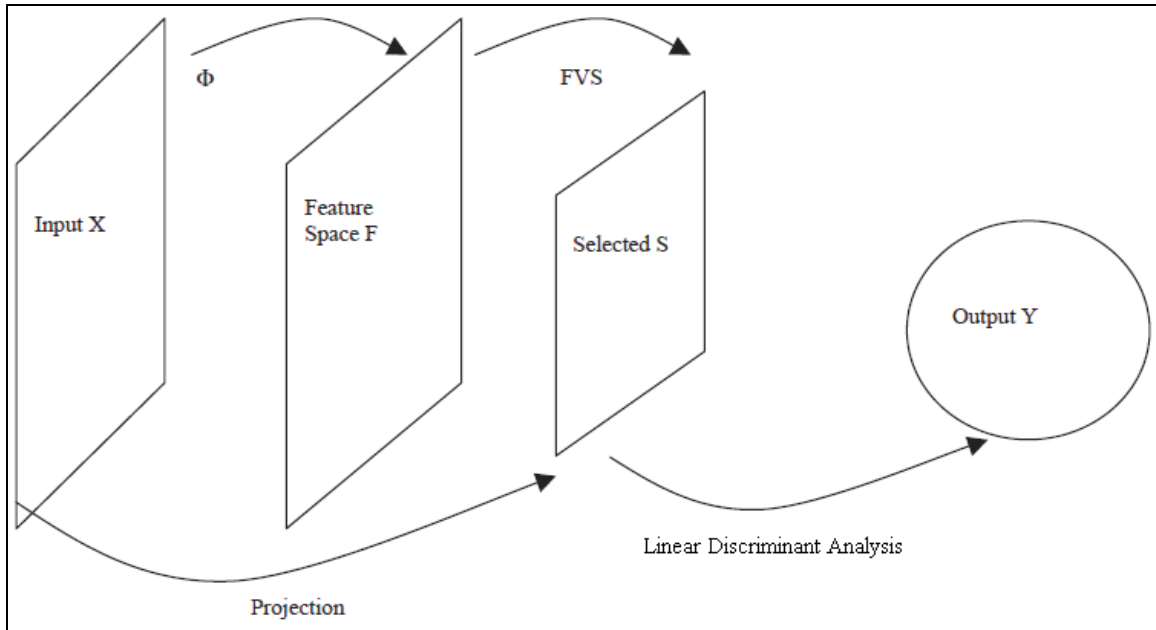 Φ
FVS
Input X
Feature
Space F
Selected S
Output Y
Linear Discriminant Analysis
Projection